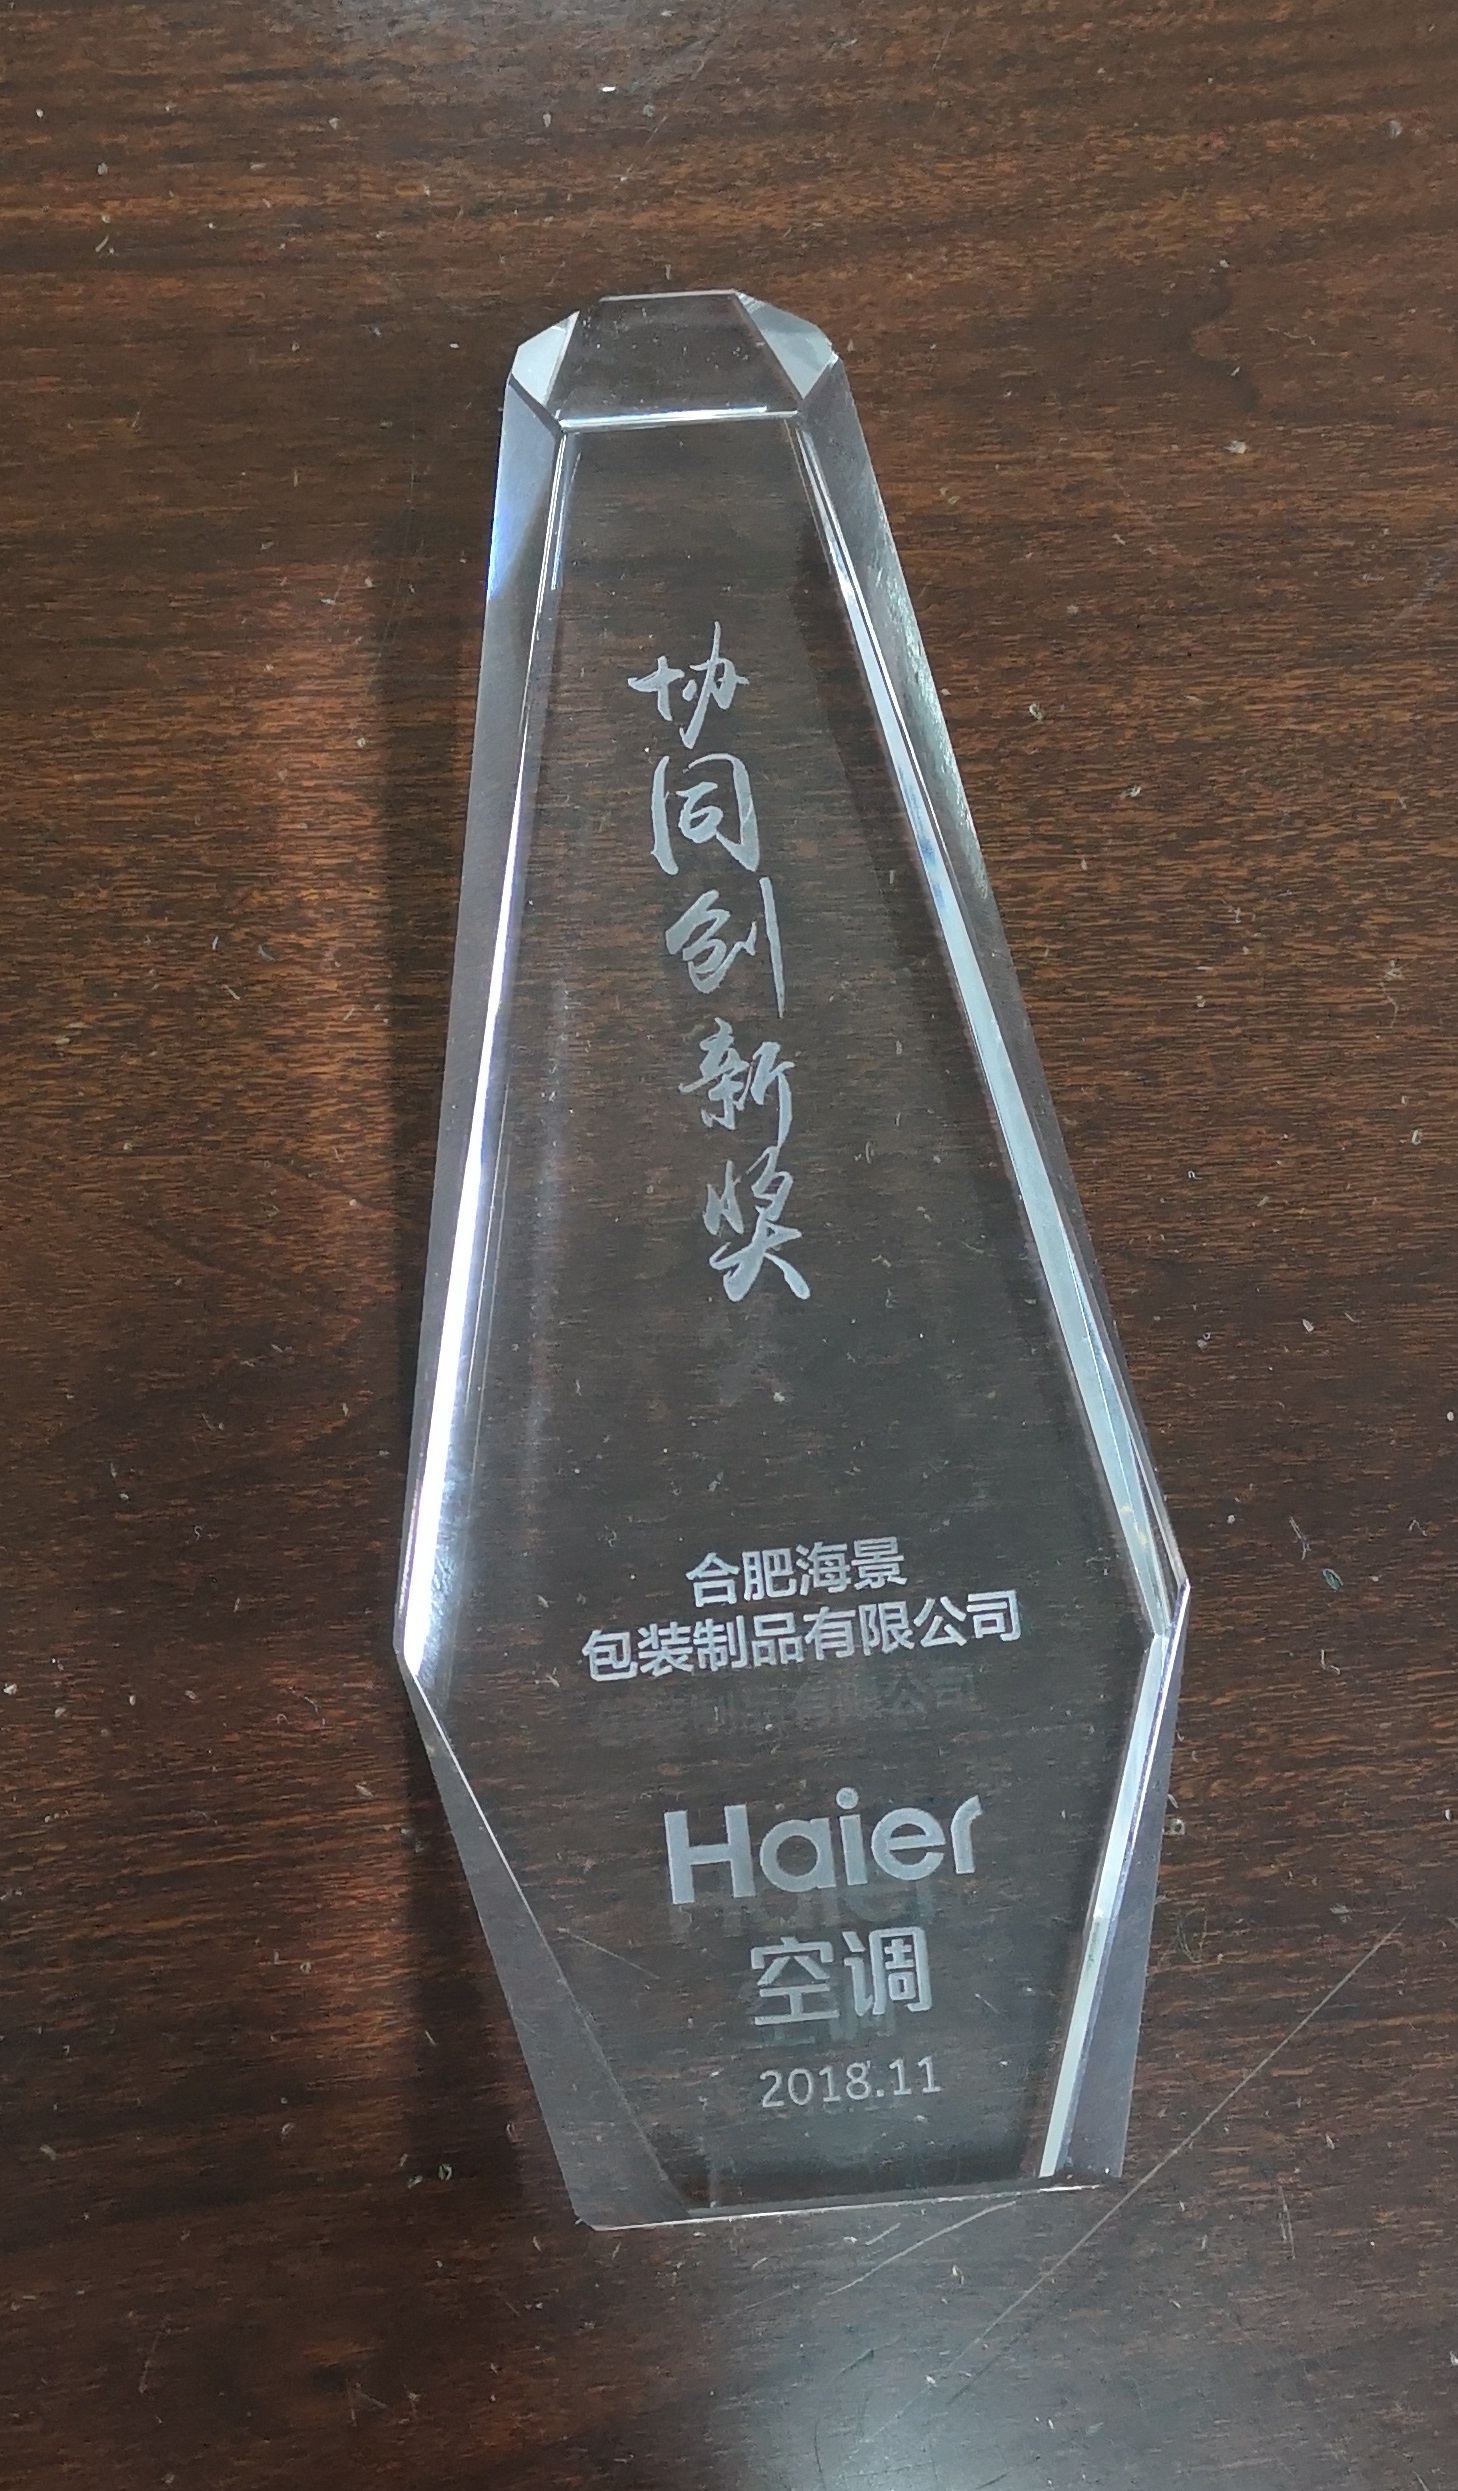 协同创新奖
合肥海景
包装制品有限公司
Haier
空调
2018.11